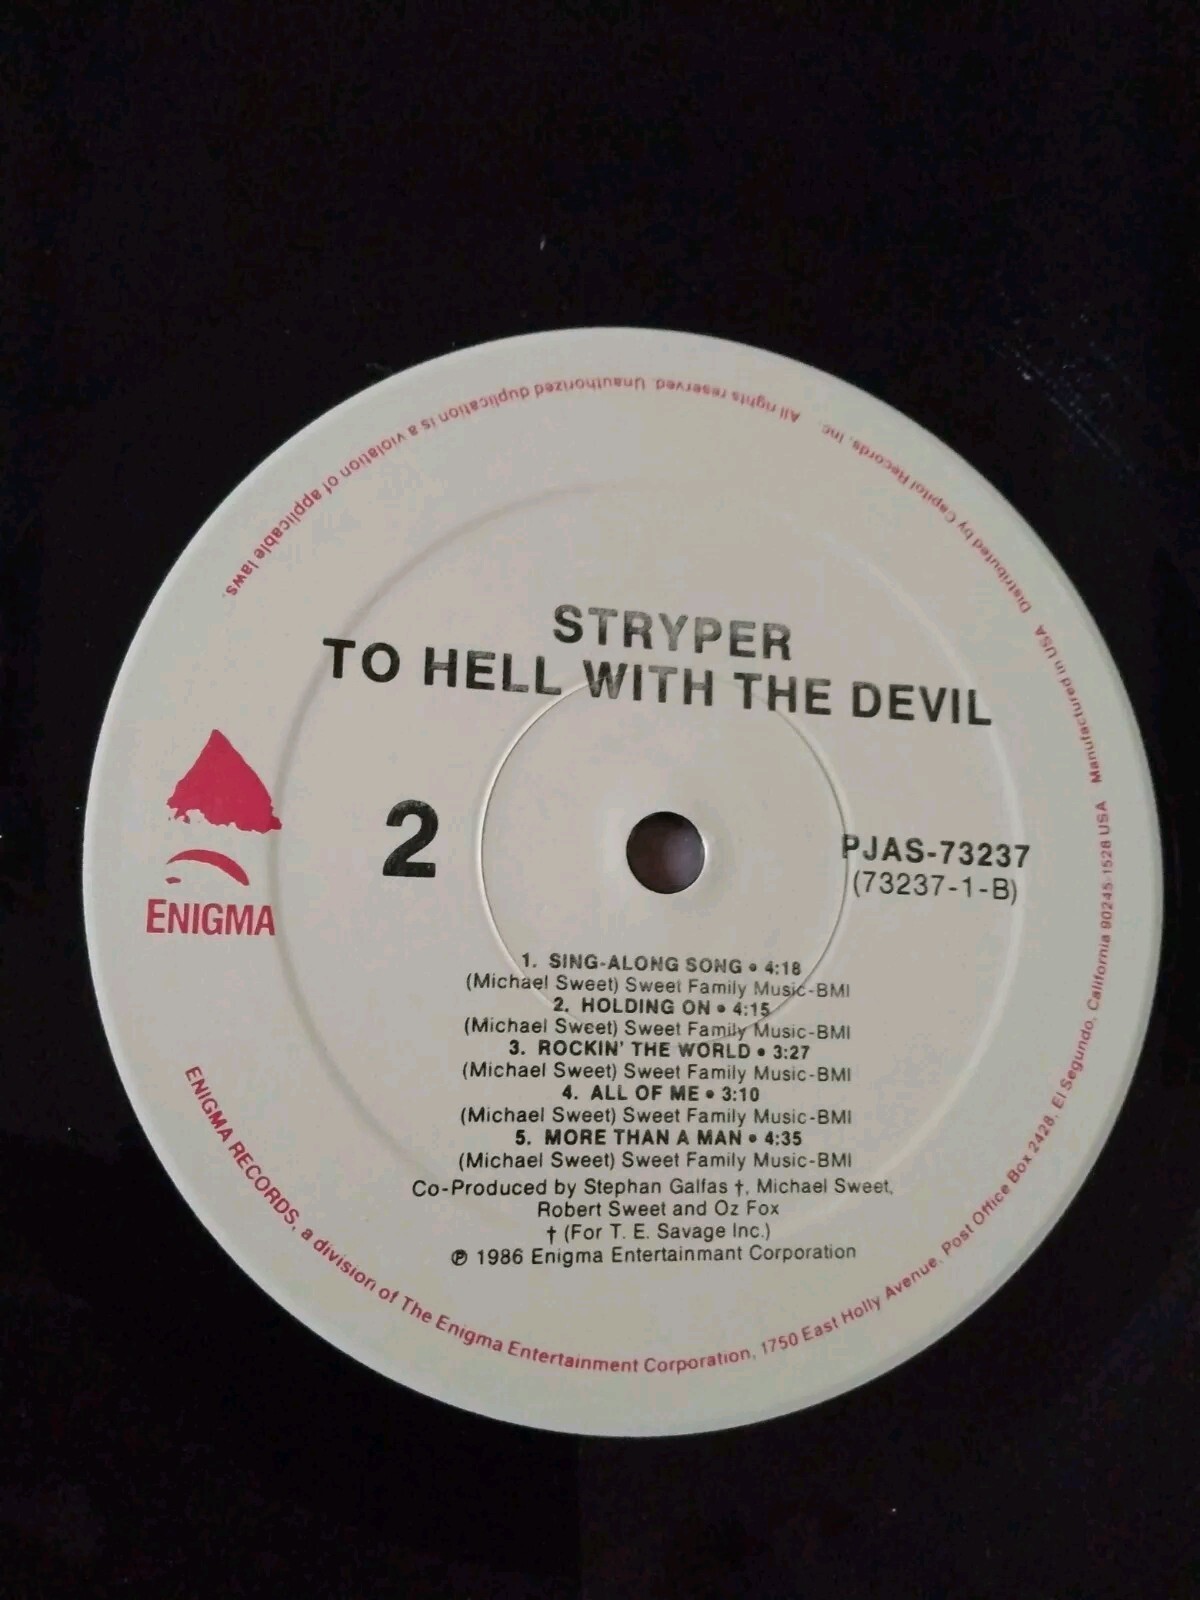 STRYPER
TO HELL WITH THE DEVIL
2
PJAS-73237
(73237-1-B)
ENIGMA
1. SING-ALONG SONG • 4:18
(Michael Sweet) Sweet Family Music-BMI
2. HOLDING ON • 4:15
(Michael Sweet) Sweet Family Music-BMI
3. ROCKIN' THE WORLD • 3:27
(Michael Sweet) Sweet Family Music-BMI
4. ALL OF ME • 3:10
(Michael Sweet) Sweet Family Music-BMI
5. MORE THAN A MAN • 4:35
(Michael Sweet) Sweet Family Music-BMI
Co-Produced by Stephan Galfas †, Michael Sweet,
Robert Sweet and Oz Fox
† (For T. E. Savage Inc.)
℗ 1986 Enigma Entertainmant Corporation
ENIGMA RECORDS, a division of The Enigma Entertainment Corporation, 1750 East Holly Avenue, Post Office Box 2428, El Segundo, California 90245-1528 USA Manufactured in USA Distributed by Capitol Records, Inc. All rights reserved. Unauthorized duplication is a violation of applicable laws.